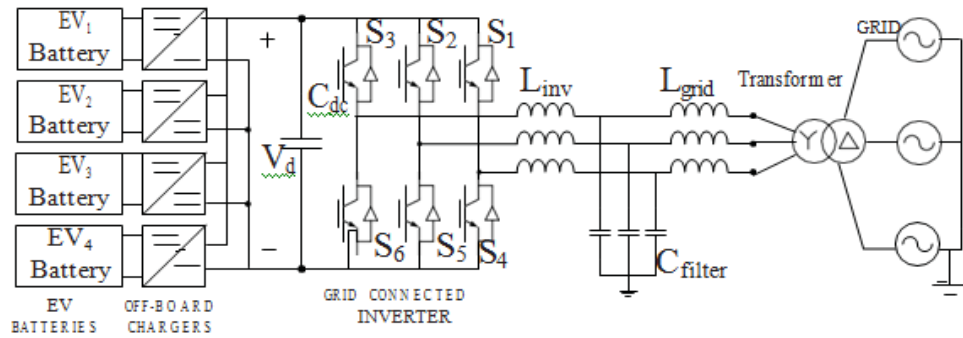 EV1
Battery
EV2
Battery
EV3
Battery
EV4
Battery
EV
BATTERIES
OFF-BOARD
CHARGERS
+
Cdc
Vd
−
S3
S2
S1
S6
S5
S4
GRID CONNECTED
INVERTER
Linv
Lgrid
Cfilter
Transformer
Y
Δ
GRID